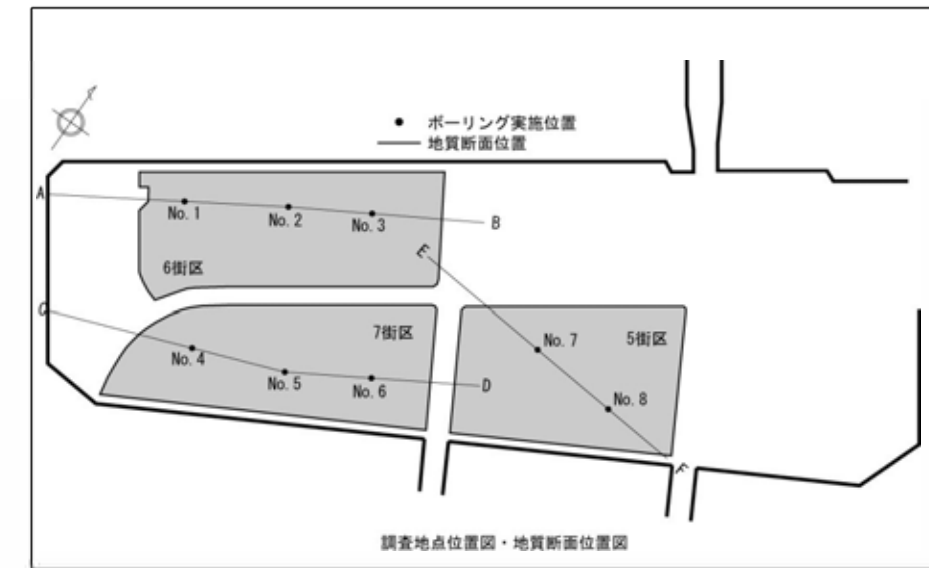 ● ボーリング実施位置
── 地質断面位置
A
No. 1
No. 2
No. 3
B
E
6街区
C
7街区
5街区
No. 4
No. 5
No. 6
D
No. 7
No. 8
F
調査地点位置図・地質断面位置図